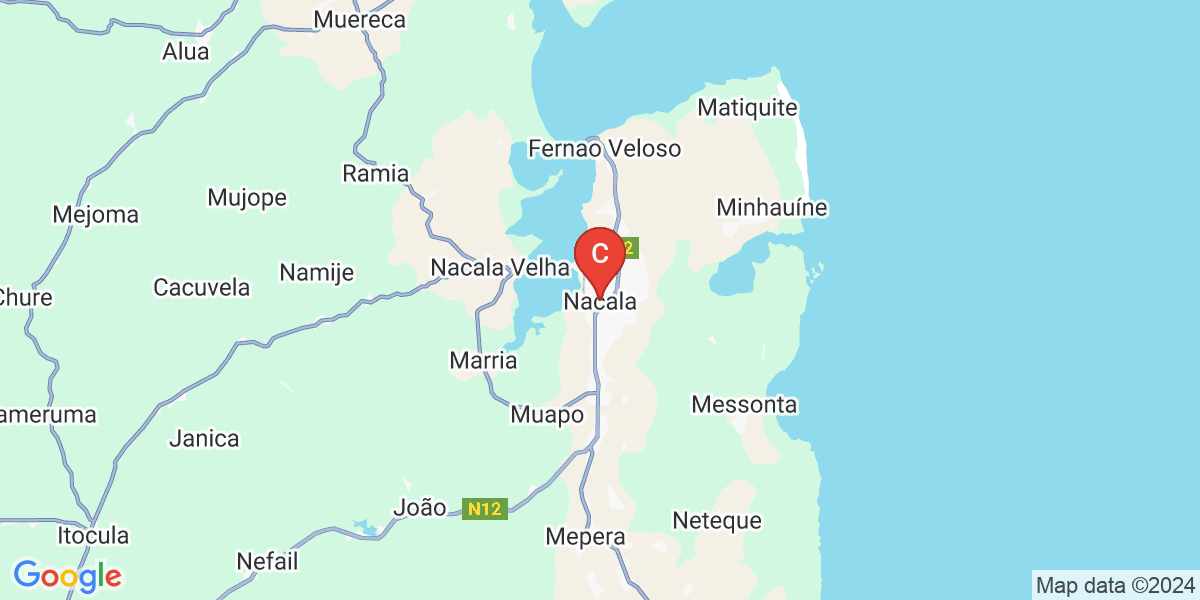 Muereca
Alua
Matiquite
Fernao Veloso
Ramia
Mujope
Mejoma
Minhauíne
C
2
Nacala Velha
Namije
Cacuvela
Chure
Nacala
Marria
Messonta
ameruma
Muapo
Janica
João
N12
Neteque
Itocula
Mepera
Nefail
Google
Map data ©2024